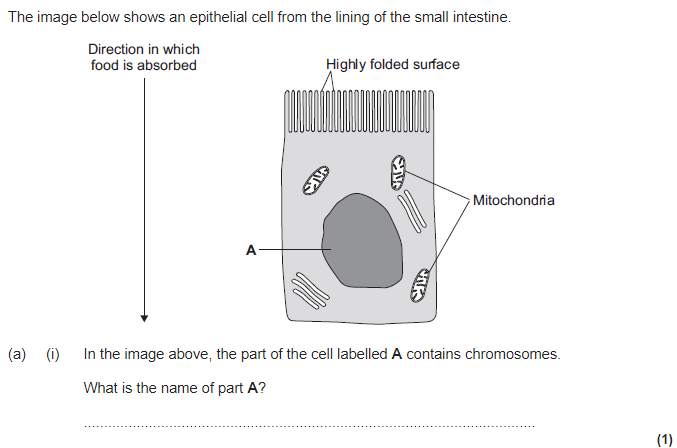 The image below shows an epithelial cell from the lining of the small intestine.
Direction in which
food is absorbed
Highly folded surface
Mitochondria
A
(a) (i) In the image above, the part of the cell labelled A contains chromosomes.
What is the name of part A?
(1)